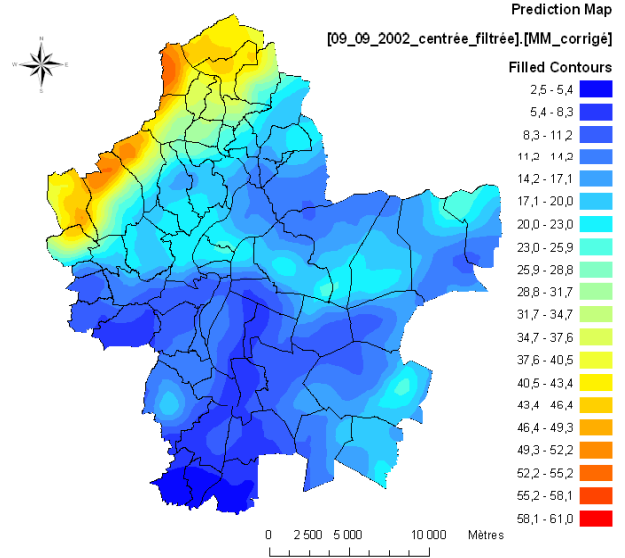 Prediction Map
[09_09_2002_centrée_filtrée].[MM_corrigé]
Filled Contours
N
W
E
S
2,5 - 5,4
5,4 - 8,3
8,3 - 11,2
11,2 - 14,2
14,2 - 17,1
17,1 - 20,0
20,0 - 23,0
23,0 - 25,9
25,9 - 28,8
28,8 - 31,7
31,7 - 34,7
34,7 - 37,6
37,6 - 40,5
40,5 - 43,4
43,4 - 46,4
46,4 - 49,3
49,3 - 52,2
52,2 - 55,2
55,2 - 58,1
58,1 - 61,0
0 2 500 5 000 10 000 Mètres